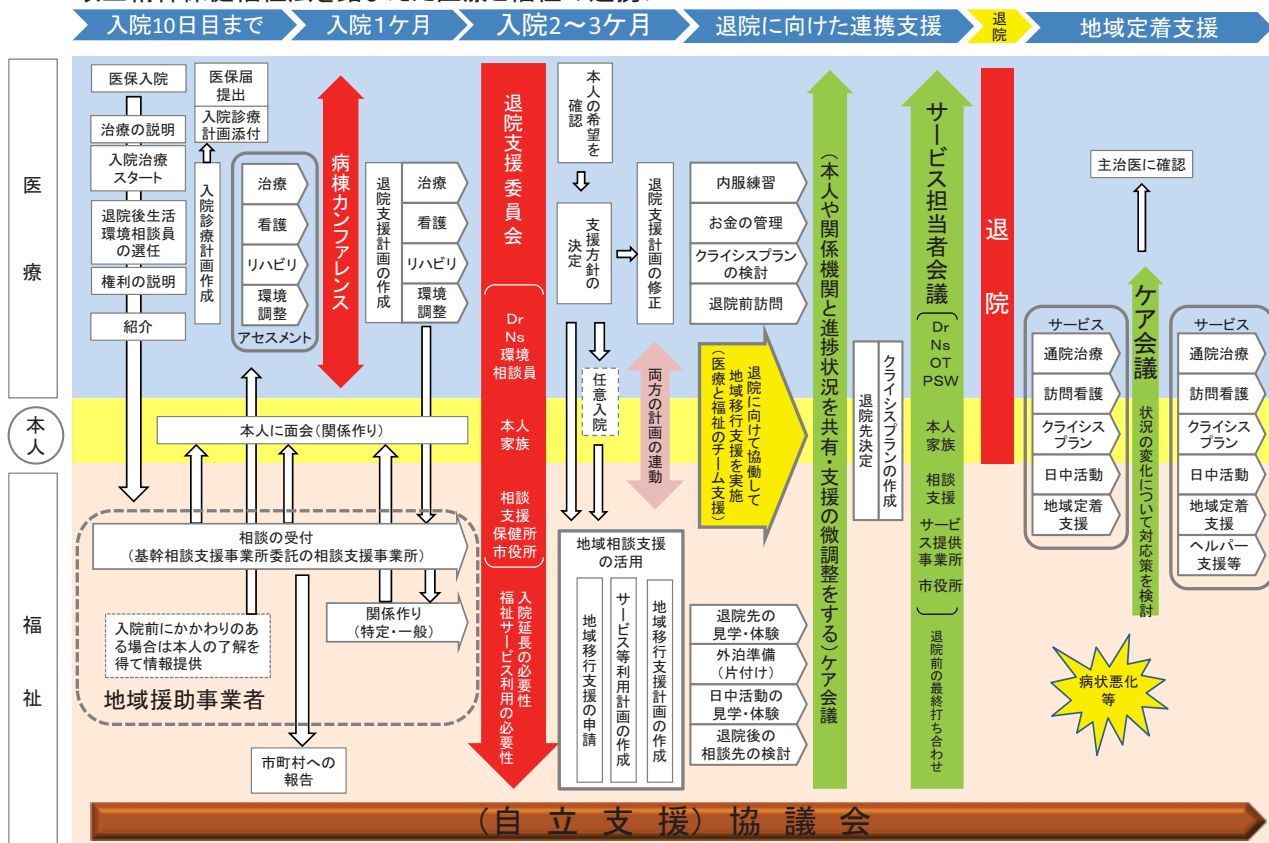 入院10日目まで
入院1ケ月
入院2～3ケ月
退院に向けた連携支援
退院
地域定着支援
医療
本人
福祉
医保入院
治療の説明
入院治療
スタート
退院後生活
環境相談員
の選任
権利の説明
紹介
医保届
提出
入院診療
計画添付
入院診療計画作成
治療
看護
リハビリ
環境
調整
アセスメント
病棟カンファレンス
退院支援計画の作成
治療
看護
リハビリ
環境
調整
退院支援委員会
Dr
Ns
環境
相談員
本人
家族
相談
支援
保健所
市役所
入院延長の必要性
福祉サービス利用の必要性
本人の希望を
確認
支援方針の
決定
退院支援計画の修正
任意入院
両方の計画の連動
内服練習
お金の管理
クライシスプラン
の検討
退院前訪問
退院に向けて協働して
地域移行支援を実施
(医療と福祉のチーム支援)
(本人や関係機関と進捗状況を共有・支援の微調整をする)ケア会議
クライシスプランの作成
退院先決定
サービス担当者会議
Dr
Ns
OT
PSW
本人
家族
相談
支援
サービ
ス提供
事業所
市役所
退院前の最終打ち合わせ
退院
主治医に確認
サービス
通院治療
訪問看護
クライシス
プラン
日中活動
地域定着
支援
ケア会議
状況の変化について対応策を検討
サービス
通院治療
訪問看護
クライシス
プラン
日中活動
地域定着
支援
ヘルパー
支援等
本人に面会(関係作り)
相談の受付
(基幹相談支援事業所委託の相談支援事業所)
関係作り
(特定・一般)
入院前にかかわりのあ
る場合は本人の了解を
得て情報提供
地域援助事業者
市町村への
報告
地域相談支援
の活用
地域移行支援の申請
サービス等利用計画の作成
地域移行支援計画の作成
退院先の
見学・体験
外泊準備
(片付け)
日中活動の
見学・体験
退院後の
相談先の検討
病状悪化
等
(自立支援)協議会